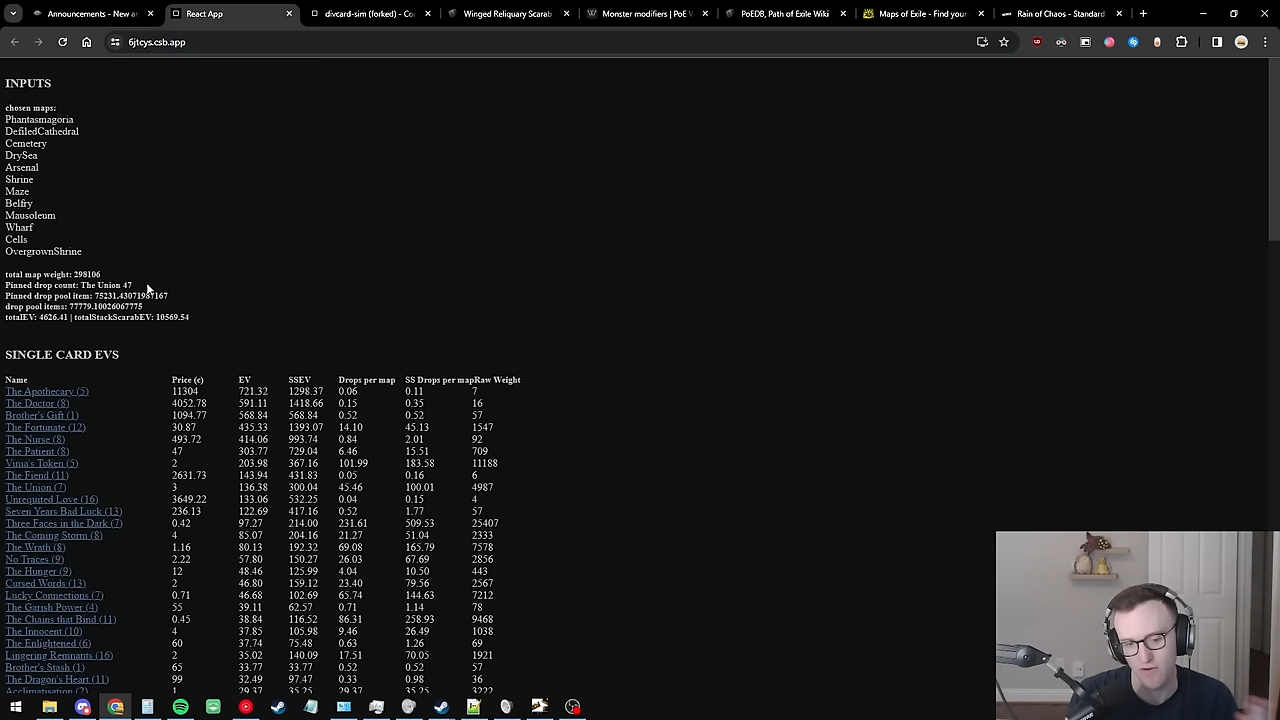 Announcements - New ar
React App
divcard-sim (forked) - Co
Winged Reliquary Scarab
Monster modifiers | PoE V
PoEDB, Path of Exile Wiki
Maps of Exile - Find your
Rain of Chaos - Standard
6jtcys.csb.app
INPUTS
chosen maps:
Phantasmagoria
DefiledCathedral
Cemetery
DrySea
Arsenal
Shrine
Maze
Belfry
Mausoleum
Wharf
Cells
OvergrownShrine
total map weight: 298106
Pinned drop count: The Union 47
Pinned drop pool item: 75231.43071987167
drop pool items: 77779.10026067775
totalEV: 4626.41 | totalStackScarabEV: 10569.54
SINGLE CARD EVS
Name Price (c) EV SSEV Drops per map SS Drops per mapRaw Weight
The Apothecary (5) 11304 721.32 1298.37 0.06 0.11 7
The Doctor (8) 4052.78 591.11 1418.66 0.15 0.35 16
Brother's Gift (1) 1094.77 568.84 568.84 0.52 0.52 57
The Fortunate (12) 30.87 435.33 1393.07 14.10 45.13 1547
The Nurse (8) 493.72 414.06 993.74 0.84 2.01 92
The Patient (8) 47 303.77 729.04 6.46 15.51 709
Vinia's Token (5) 2 203.98 367.16 101.99 183.58 11188
The Fiend (11) 2631.73 143.94 431.83 0.05 0.16 6
The Union (7) 3 136.38 300.04 45.46 100.01 4987
Unrequited Love (16) 3649.22 133.06 532.25 0.04 0.15 4
Seven Years Bad Luck (13) 236.13 122.69 417.16 0.52 1.77 57
Three Faces in the Dark (7) 0.42 97.27 214.00 231.61 509.53 25407
The Coming Storm (8) 4 85.07 204.16 21.27 51.04 2333
The Wrath (8) 1.16 80.13 192.32 69.08 165.79 7578
No Traces (9) 2.22 57.80 150.27 26.03 67.69 2856
The Hunger (9) 12 48.46 125.99 4.04 10.50 443
Cursed Words (13) 2 46.80 159.12 23.40 79.56 2567
Lucky Connections (7) 0.71 46.68 102.69 65.74 144.63 7212
The Garish Power (4) 55 39.11 62.57 0.71 1.14 78
The Chains that Bind (11) 0.45 38.84 116.52 86.31 258.93 9468
The Innocent (10) 4 37.85 105.98 9.46 26.49 1038
The Enlightened (6) 60 37.74 75.48 0.63 1.26 69
Lingering Remnants (16) 2 35.02 140.09 17.51 70.05 1921
Brother's Stash (1) 65 33.77 33.77 0.52 0.52 57
The Dragon's Heart (11) 99 32.49 97.47 0.33 0.98 36
Acclimatisation (2) 1 29.37 35.25 29.37 35.25 3222